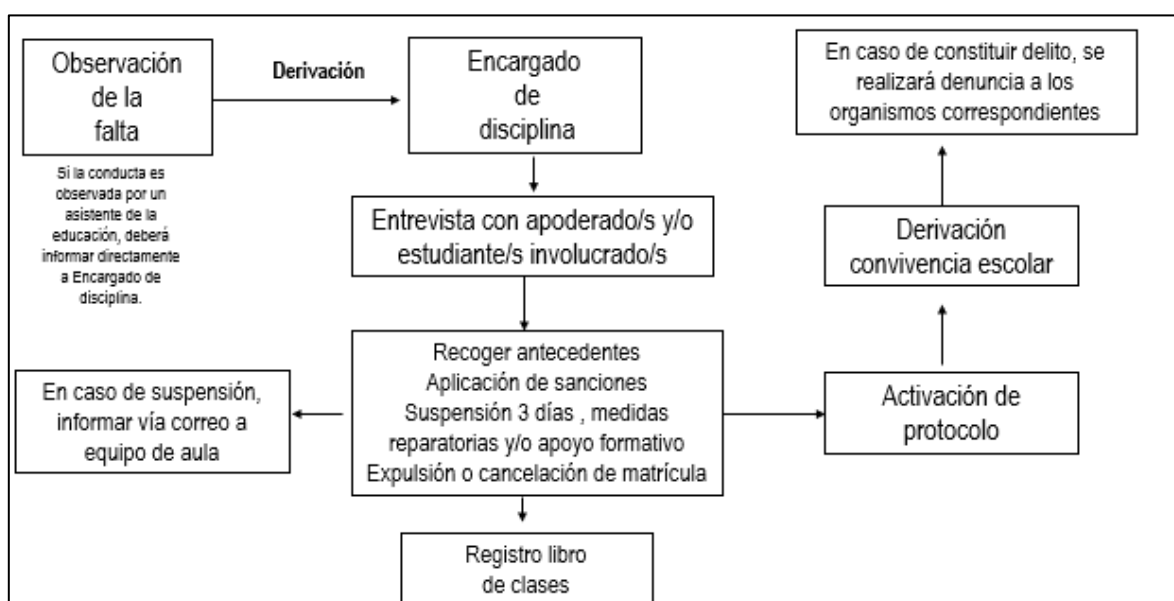 Observación
de la
falta
Derivación
Encargado
de
disciplina
En caso de constituir delito, se
realizará denuncia a los
organismos correspondientes
Si la conducta es
observada por un
asistente de la
educación, deberá
informar directamente
a Encargado de
disciplina.
Entrevista con apoderado/s y/o
estudiante/s involucrado/s
Derivación
convivencia escolar
En caso de suspensión,
informar vía correo a
equipo de aula
Recoger antecedentes
Aplicación de sanciones
Suspensión 3 días , medidas
reparatorias y/o apoyo formativo
Expulsión o cancelación de matrícula
Activación de
protocolo
Registro libro
de clases